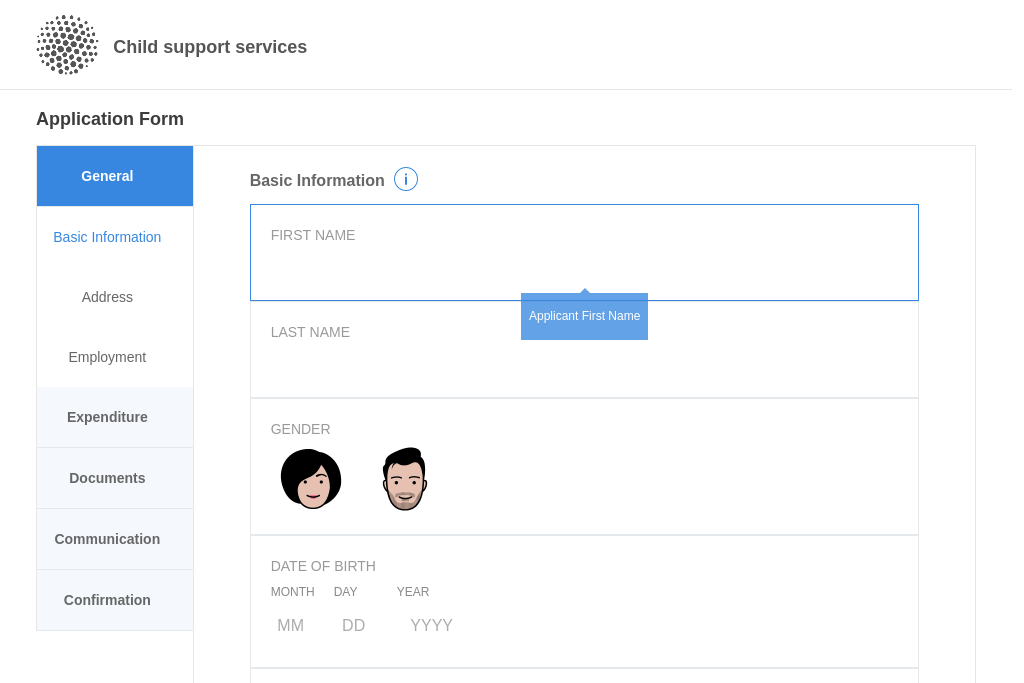 Child support services
Application Form
General
Basic Information
Address
Employment
Expenditure
Documents
Communication
Confirmation
Basic Information i
FIRST NAME
Applicant First Name
LAST NAME
GENDER
DATE OF BIRTH
MONTH DAY YEAR
MM DD YYYY